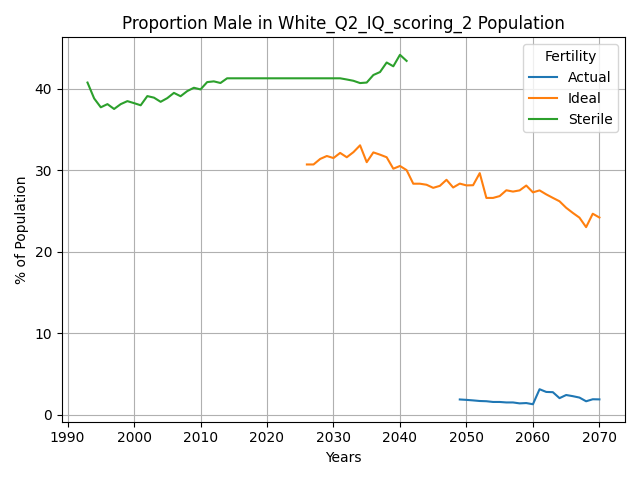 Proportion Male in White_Q2_IQ_scoring_2 Population
Fertility
Actual
Ideal
Sterile
% of Population
40
30
20
10
0
1990 2000 2010 2020 2030 2040 2050 2060 2070
Years